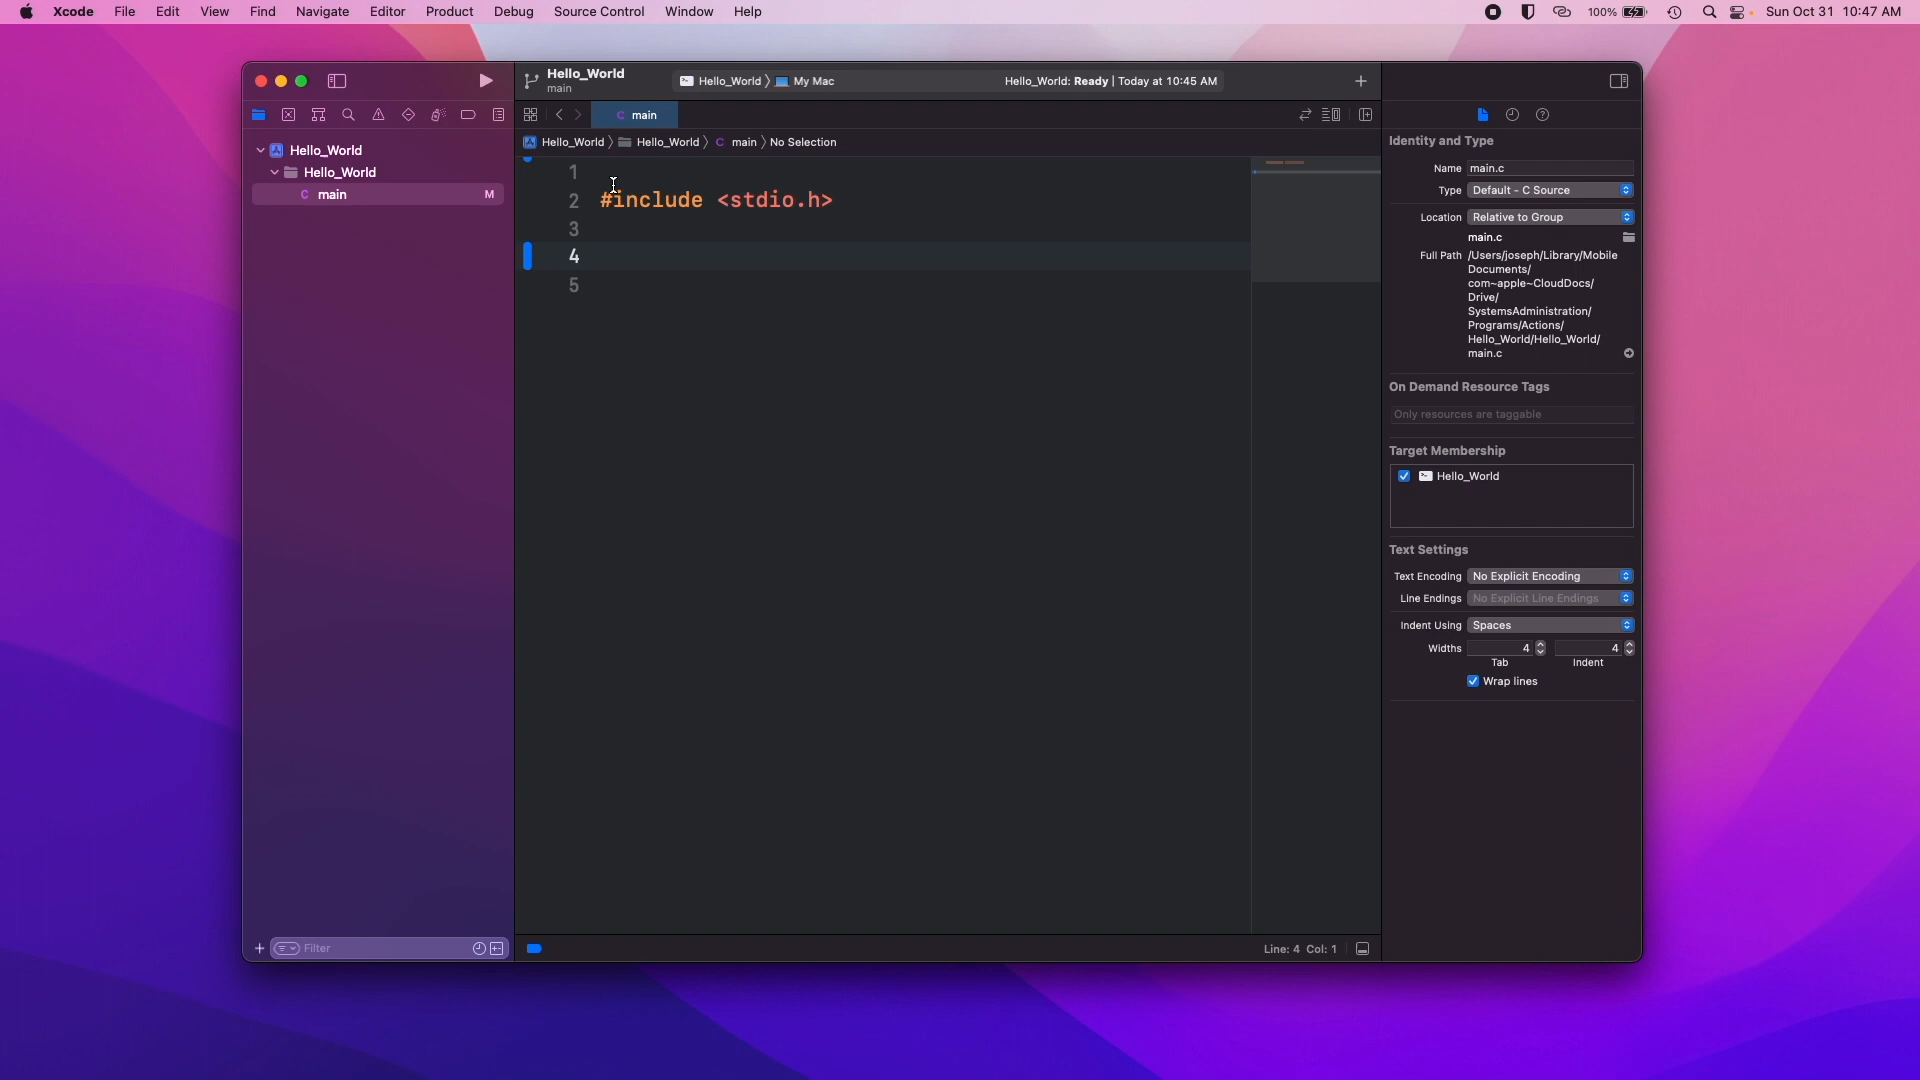 Xcode File Edit View Find Navigate Editor Product Debug Source Control Window Help 100% Sun Oct 31 10:47 AM
Hello_World
main
Hello_World My Mac
Hello_World: Ready | Today at 10:45 AM
C main
Hello_World Hello_World C main No Selection
Hello_World
Hello_World
C main M
1
2 #include <stdio.h>
3
4
5
Filter
Line: 4 Col: 1
Identity and Type
Name main.c
Type Default - C Source
Location Relative to Group
main.c
Full Path /Users/joseph/Library/Mobile
Documents/
com~apple~CloudDocs/
Drive/
SystemsAdministration/
Programs/Actions/
Hello_World/Hello_World/
main.c
On Demand Resource Tags
Only resources are taggable
Target Membership
Hello_World
Text Settings
Text Encoding No Explicit Encoding
Line Endings No Explicit Line Endings
Indent Using Spaces
Widths 4 4
Tab Indent
Wrap lines